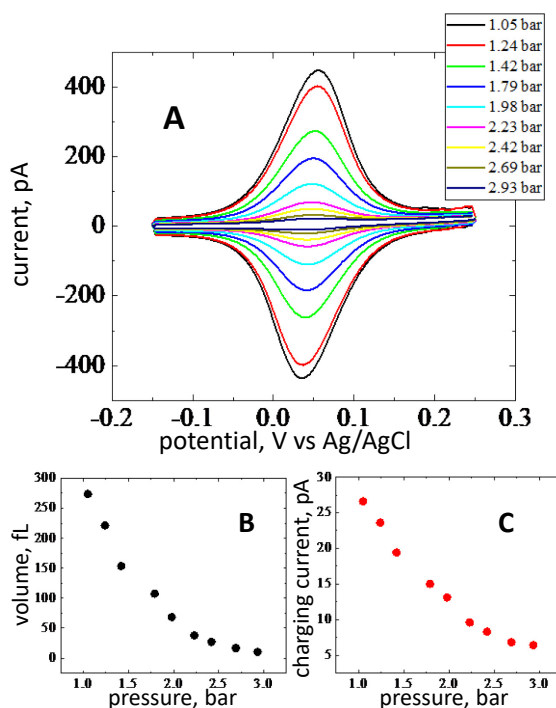 1.05 bar
1.24 bar
1.42 bar
1.79 bar
1.98 bar
2.23 bar
2.42 bar
2.69 bar
2.93 bar
A
400
200
0
-200
-400
current, pA
-0.2 -0.1 0.0 0.1 0.2 0.3
potential, V vs Ag/AgCl
B
300
250
200
150
100
50
0
volume, fL
1.0 1.5 2.0 2.5 3.0
pressure, bar
C
30
25
20
15
10
5
charging current, pA
1.0 1.5 2.0 2.5 3.0
pressure, bar